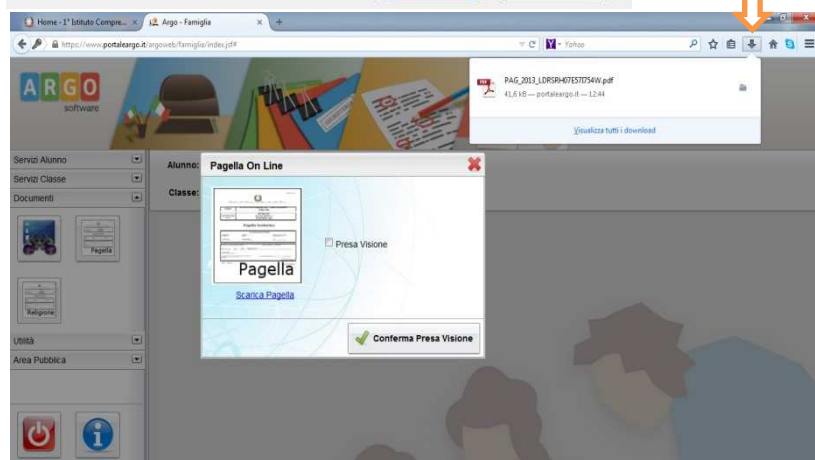 Home - 1° Istituto Compre...
Argo - Famiglia
https://www.portaleargo.it/argoweb/famiglia/index.jsf#
Yahoo
PAG_2013_LDRSRH07E57I754W.pdf
41,6 kB — portaleargo.it — 12:44
Visualizza tutti i download
ARGO
software
Servizi Alunno
Servizi Classe
Documenti
Pagella
Religione
Utilità
Area Pubblica
Alunno:
Classe:
Pagella On Line
Pagella
Presa Visione
Scarica Pagella
Conferma Presa Visione